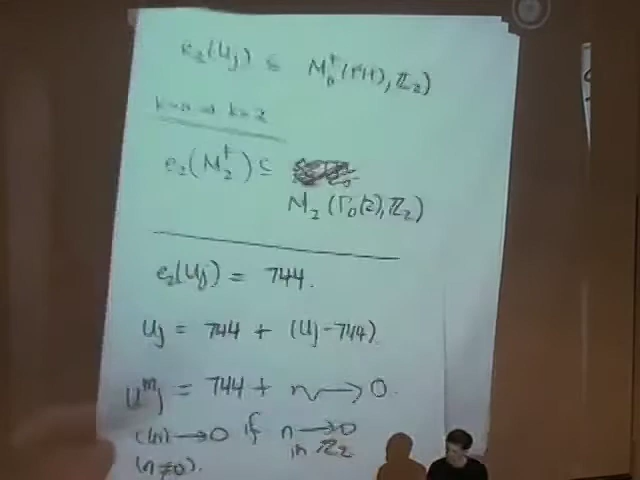 e₂(Uj) ⊆ M₀†(Γ(1), ℤ₂)
k=0 → k=2
e₂(M₂†) ⊆
M₂(Γ₀(2), ℤ₂)
e₂(Uj) = 744.
Uj = 744 + (Uj-744)
Uᵐj = 744 + ⟶ 0.
c(n) → 0 if n → 0
in ℤ₂
(n≠0).